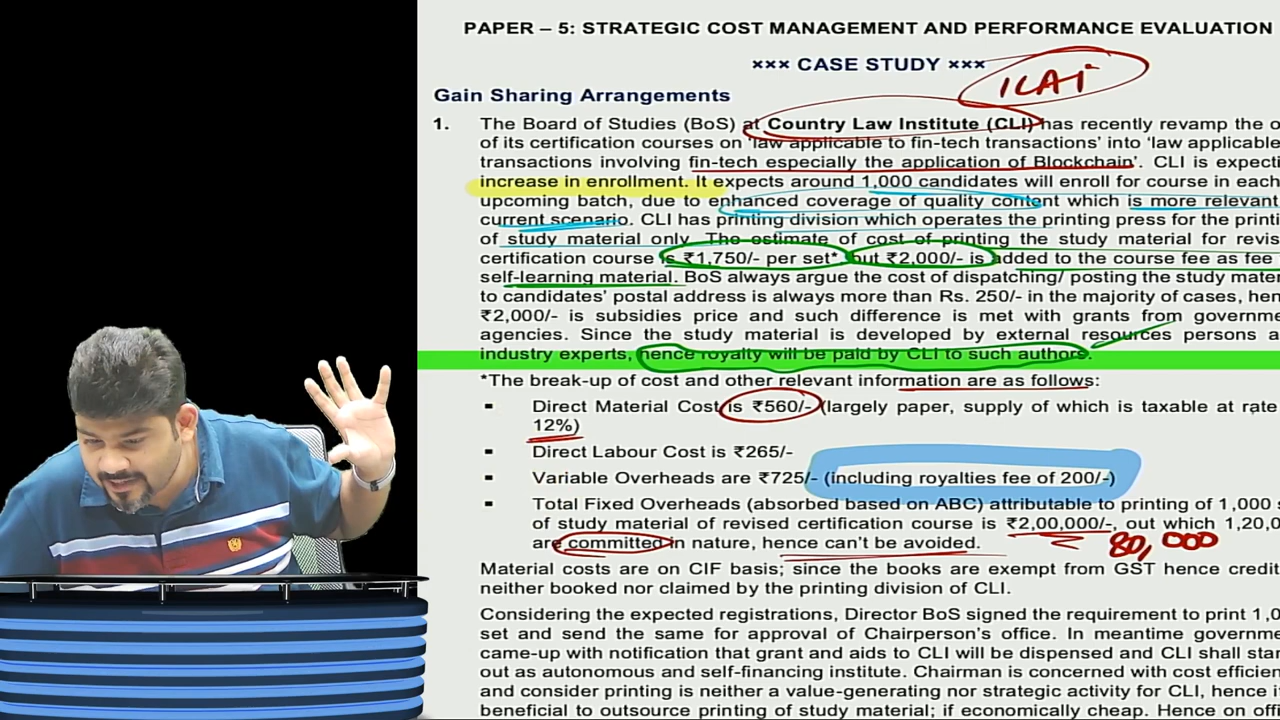 PAPER – 5: STRATEGIC COST MANAGEMENT AND PERFORMANCE EVALUATION
××× CASE STUDY ×××
ICAI
Gain Sharing Arrangements
1. The Board of Studies (BoS) at Country Law Institute (CLI) has recently revamp the o
of its certification courses on 'law applicable to fin-tech transactions' into 'law applicable
transactions involving fin-tech especially the application of Blockchain'. CLI is expecti
increase in enrollment. It expects around 1,000 candidates will enroll for course in each
upcoming batch, due to enhanced coverage of quality content which is more relevant
current scenario. CLI has printing division which operates the printing press for the printi
of study material only. The estimate of cost of printing the study material for revis
certification course is ₹1,750/- per set* but ₹2,000/- is added to the course fee as fee
self-learning material. BoS always argue the cost of dispatching/ posting the study mate
to candidates' postal address is always more than Rs. 250/- in the majority of cases, hen
₹2,000/- is subsidies price and such difference is met with grants from governme
agencies. Since the study material is developed by external resources persons a
industry experts, hence royalty will be paid by CLI to such authors.
*The break-up of cost and other relevant information are as follows:
▪ Direct Material Cost is ₹560/- (largely paper, supply of which is taxable at rate
12%)
▪ Direct Labour Cost is ₹265/-
▪ Variable Overheads are ₹725/- (including royalties fee of 200/-)
▪ Total Fixed Overheads (absorbed based on ABC) attributable to printing of 1,000
of study material of revised certification course is ₹2,00,000/-, out which 1,20,0
are committed in nature, hence can't be avoided.
80,000
Material costs are on CIF basis; since the books are exempt from GST hence credit
neither booked nor claimed by the printing division of CLI.
Considering the expected registrations, Director BoS signed the requirement to print 1,0
set and send the same for approval of Chairperson's office. In meantime governme
came-up with notification that grant and aids to CLI will be dispensed and CLI shall star
out as autonomous and self-financing institute. Chairman is concerned with cost efficien
and consider printing is neither a value-generating nor strategic activity for CLI, hence i
beneficial to outsource printing of study material; if economically cheap. Hence on offi